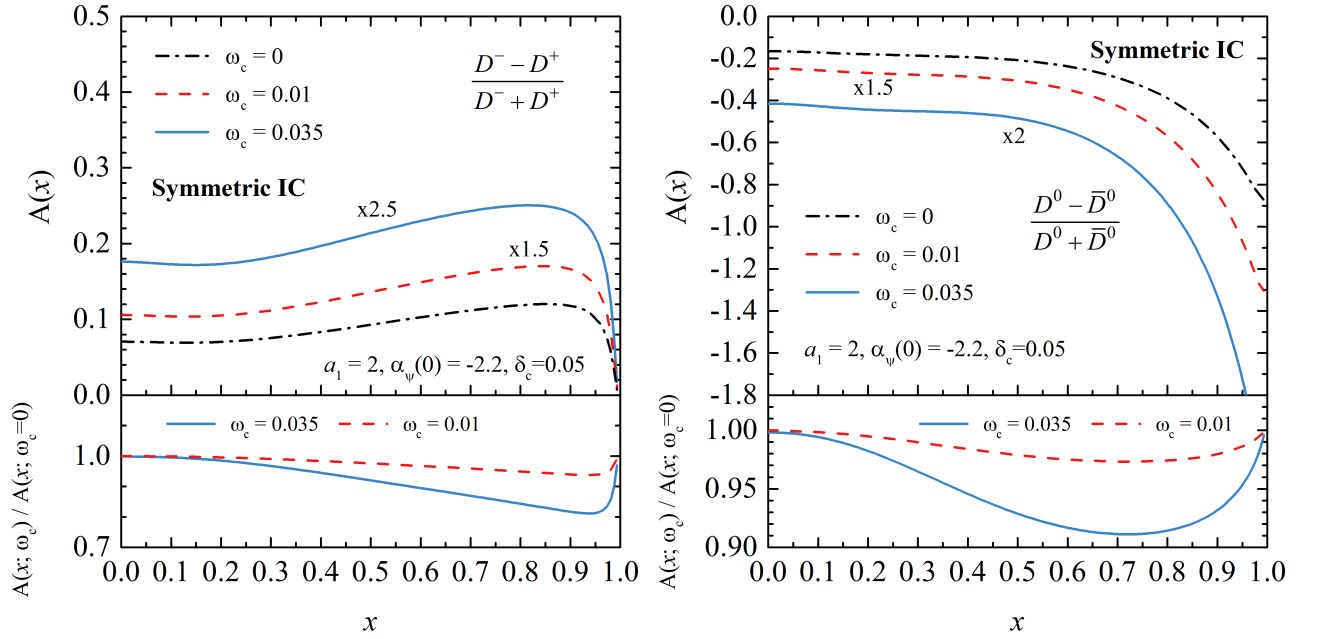 0.5
0.4
0.3
0.2
0.1
0.0
A(x)
ω_c = 0
ω_c = 0.01
ω_c = 0.035
D⁻ − D⁺
D⁻ + D⁺
Symmetric IC
x2.5
x1.5
a₁ = 2, α_ψ(0) = -2.2, δ_c=0.05
A(x; ω_c) / A(x; ω_c=0)
1.0
0.7
ω_c = 0.035
ω_c = 0.01
0.0 0.1 0.2 0.3 0.4 0.5 0.6 0.7 0.8 0.9 1.0
x
0.0
-0.2
-0.4
-0.6
-0.8
-1.0
-1.2
-1.4
-1.6
-1.8
A(x)
Symmetric IC
x1.5
x2
D⁰ − D̅⁰
D⁰ + D̅⁰
ω_c = 0
ω_c = 0.01
ω_c = 0.035
a₁ = 2, α_ψ(0) = -2.2, δ_c=0.05
A(x; ω_c) / A(x; ω_c=0)
1.00
0.95
0.90
ω_c = 0.035
ω_c = 0.01
0.0 0.1 0.2 0.3 0.4 0.5 0.6 0.7 0.8 0.9 1.0
x